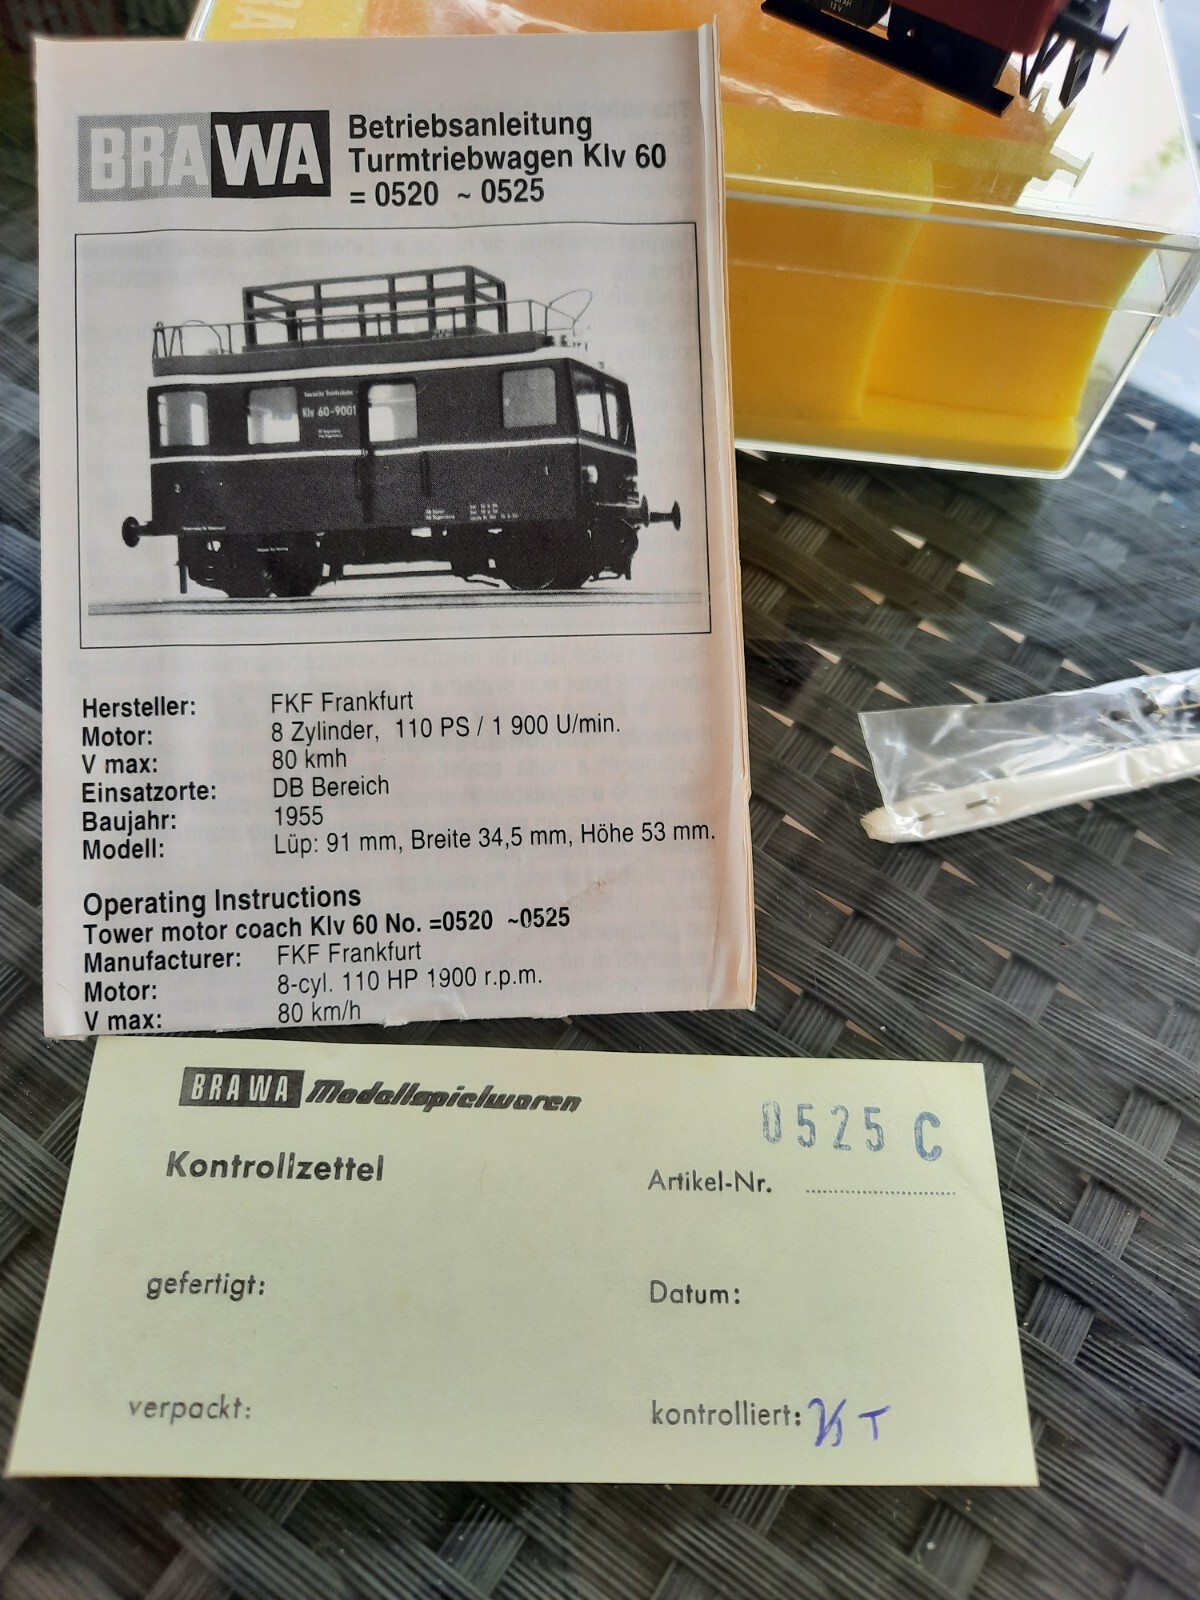 BRAWA
Betriebsanleitung
Turmtriebwagen Klv 60
= 0520 ~ 0525
Klv 60-9001
2
1
Hersteller: FKF Frankfurt
Motor: 8 Zylinder, 110 PS / 1 900 U/min.
V max: 80 kmh
Einsatzorte: DB Bereich
Baujahr: 1955
Modell: Lüp: 91 mm, Breite 34,5 mm, Höhe 53 mm.
Operating Instructions
Tower motor coach Klv 60 No. =0520 ~0525
Manufacturer: FKF Frankfurt
Motor: 8-cyl. 110 HP 1900 r.p.m.
V max: 80 km/h
BRAWA Modellspielwaren
0525 C
Kontrollzettel
Artikel-Nr.
gefertigt:
Datum:
verpackt:
kontrolliert:
12 V